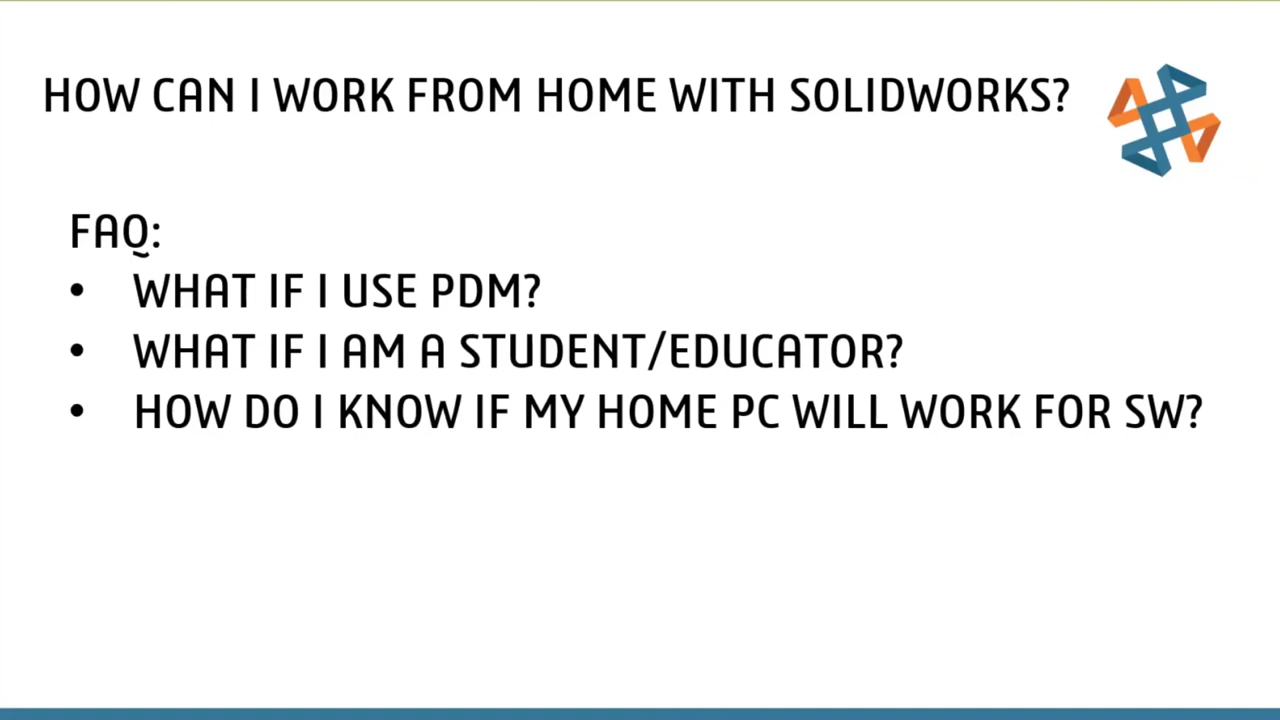 HOW CAN I WORK FROM HOME WITH SOLIDWORKS?
FAQ:
• WHAT IF I USE PDM?
• WHAT IF I AM A STUDENT/EDUCATOR?
• HOW DO I KNOW IF MY HOME PC WILL WORK FOR SW?